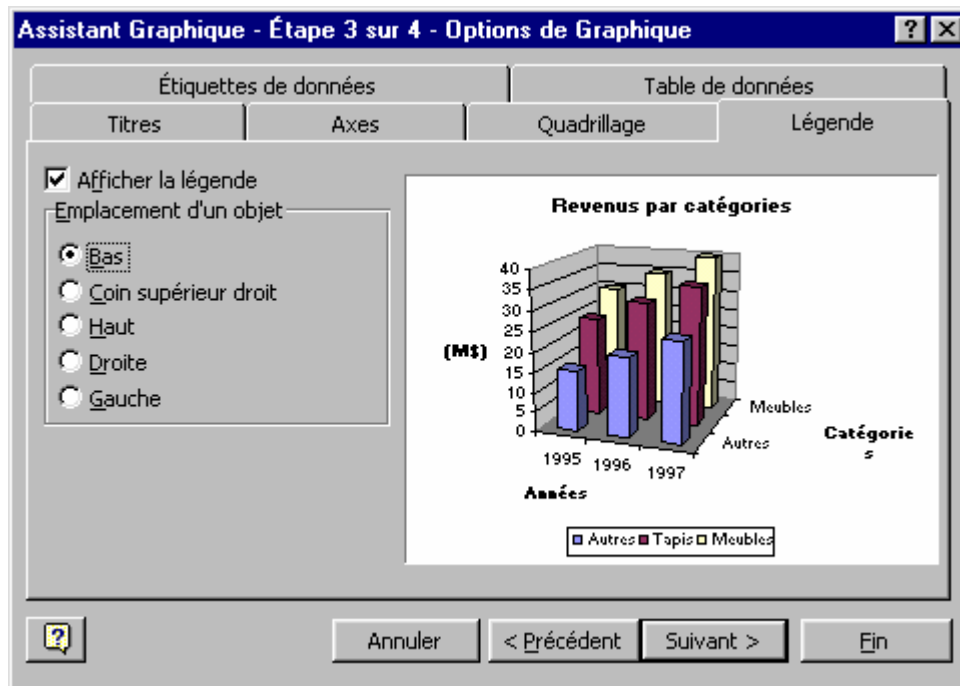 Assistant Graphique - Étape 3 sur 4 - Options de Graphique
Étiquettes de données
Table de données
Titres
Axes
Quadrillage
Légende
Afficher la légende
Emplacement d'un objet
Bas
Coin supérieur droit
Haut
Droite
Gauche
Revenus par catégories
(M$)
40
35
30
25
20
15
10
5
0
1995
1996
1997
Années
Meubles
Autres
Catégorie
s
Autres Tapis Meubles
Annuler
< Précédent
Suivant >
Fin